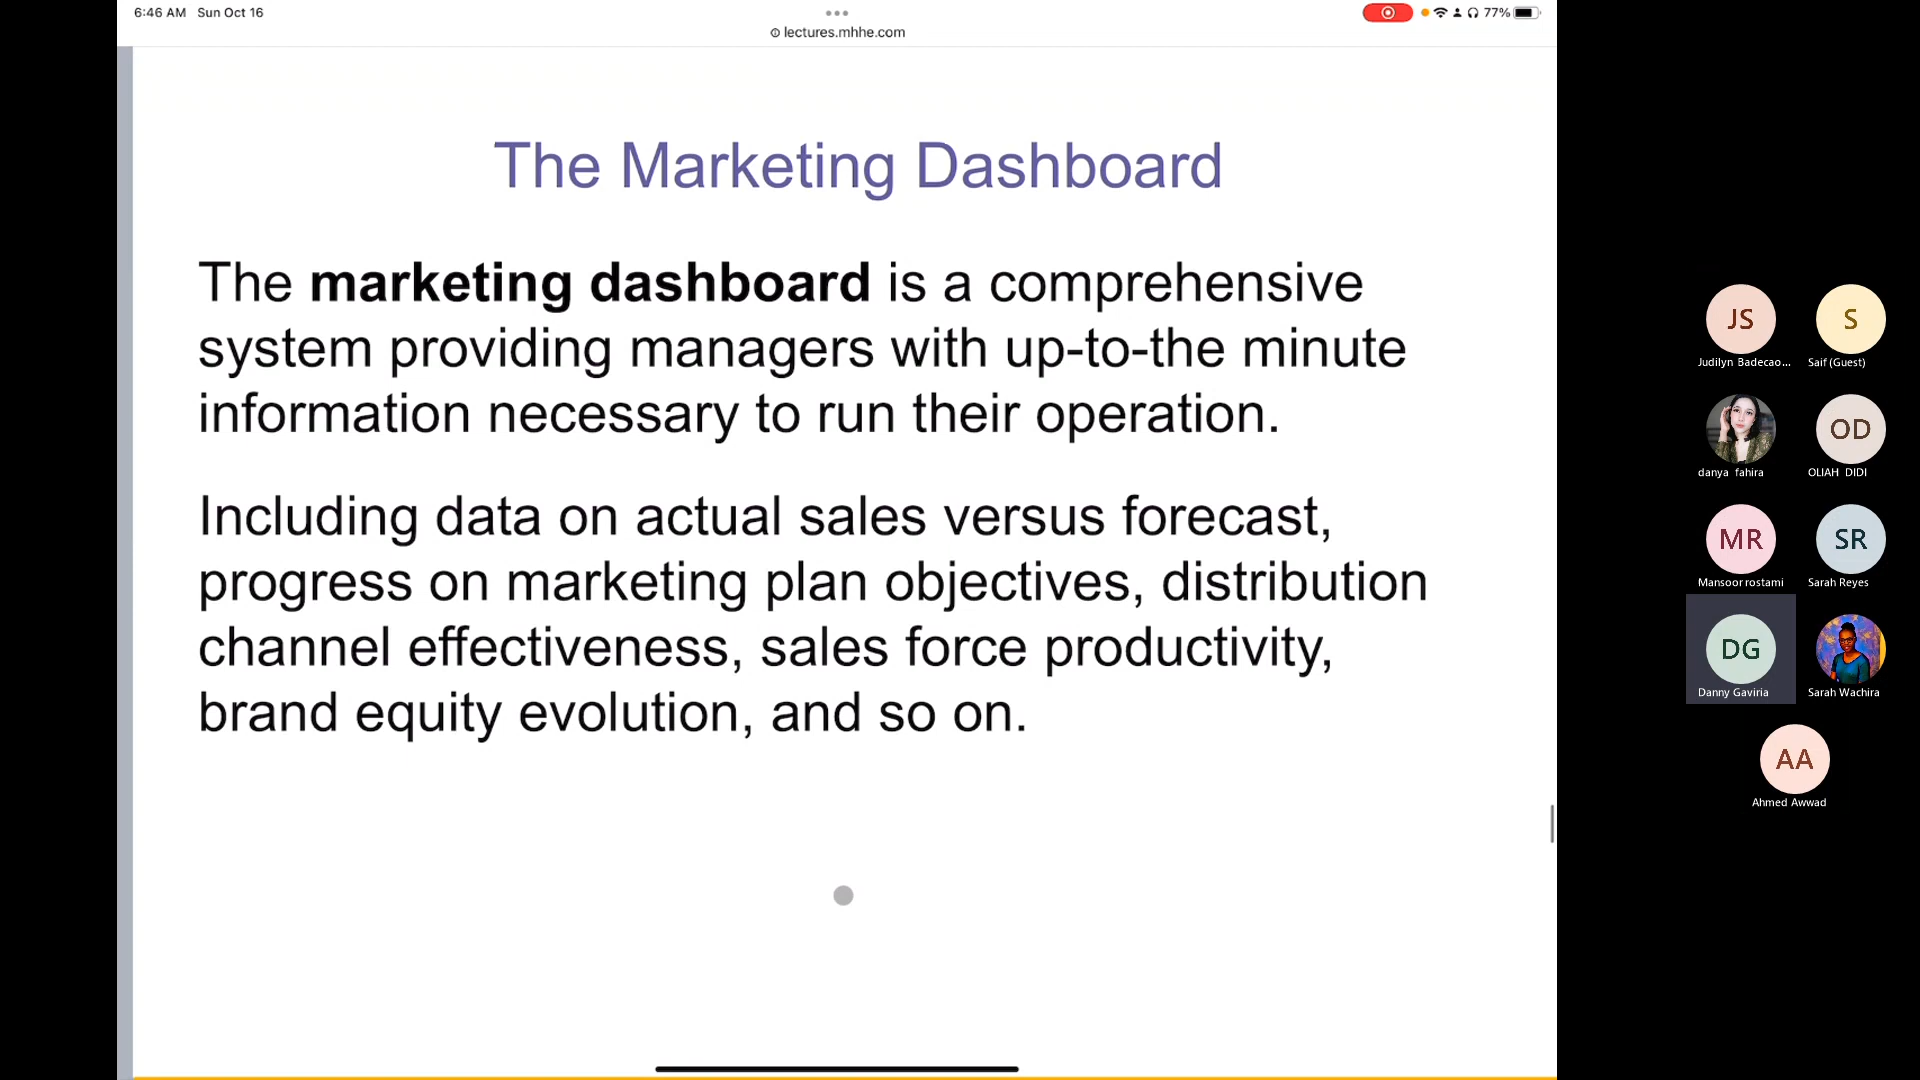 6:46 AM Sun Oct 16
77%
lectures.mhhe.com
The Marketing Dashboard
The marketing dashboard is a comprehensive
system providing managers with up-to-the minute
information necessary to run their operation.
Including data on actual sales versus forecast,
progress on marketing plan objectives, distribution
channel effectiveness, sales force productivity,
brand equity evolution, and so on.
JS
S
Judilyn Badecao...
Saif (Guest)
OD
danya fahira
OLIAH DIDI
MR
SR
Mansoor rostami
Sarah Reyes
DG
Danny Gaviria
Sarah Wachira
AA
Ahmed Awwad